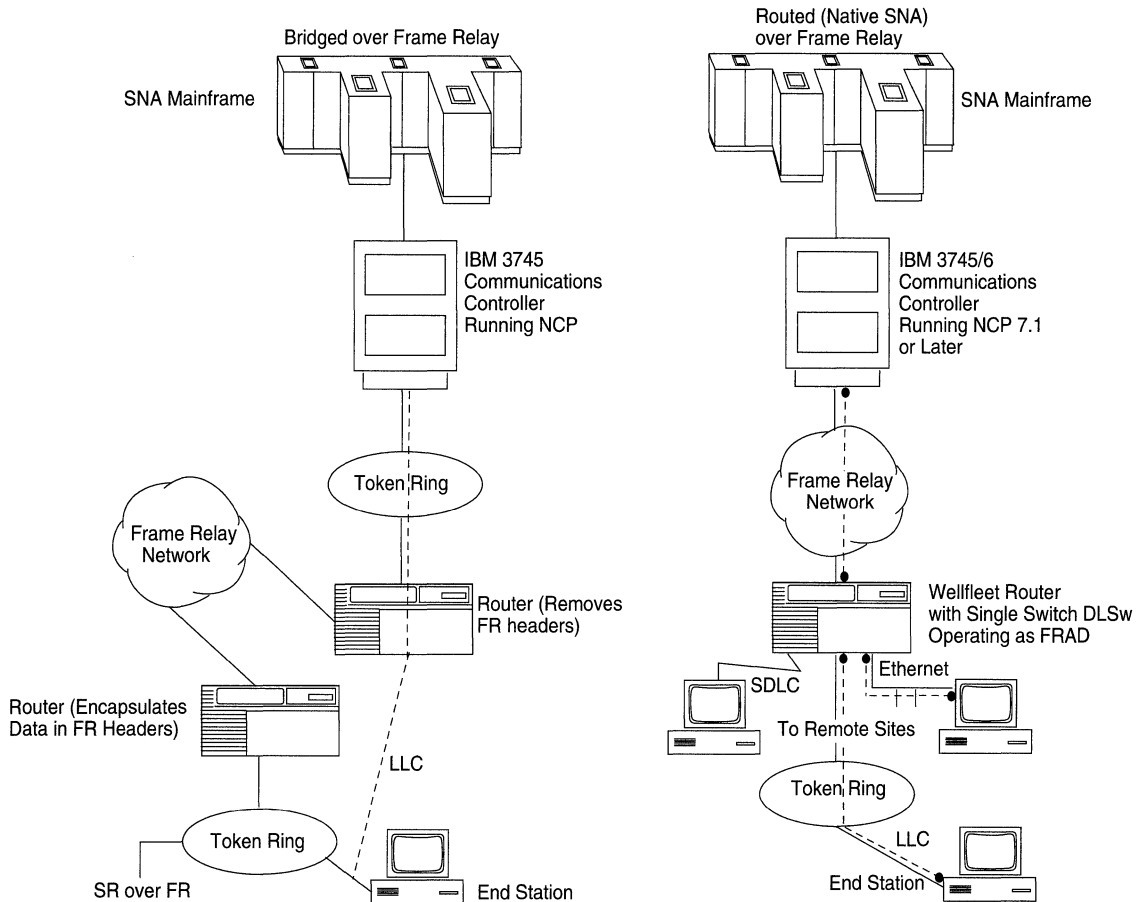 Bridged over Frame Relay
SNA Mainframe
IBM 3745
Communications
Controller
Running NCP
Token Ring
Frame Relay
Network
Router (Removes
FR headers)
Router (Encapsulates
Data in FR Headers)
LLC
Token Ring
SR over FR
End Station
Routed (Native SNA)
over Frame Relay
SNA Mainframe
IBM 3745/6
Communications
Controller
Running NCP 7.1
or Later
Frame Relay
Network
Wellfleet Router
with Single Switch DLSw
Operating as FRAD
Ethernet
SDLC
To Remote Sites
Token Ring
LLC
End Station